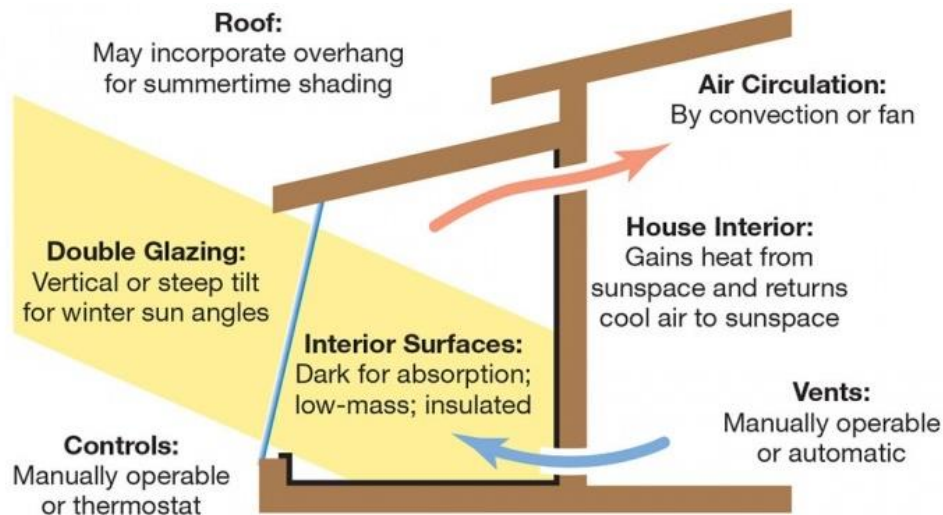 Roof:
May incorporate overhang
for summertime shading
Air Circulation:
By convection or fan
Double Glazing:
Vertical or steep tilt
for winter sun angles
House Interior:
Gains heat from
sunspace and returns
cool air to sunspace
Interior Surfaces:
Dark for absorption;
low-mass; insulated
Vents:
Manually operable
or automatic
Controls:
Manually operable
or thermostat